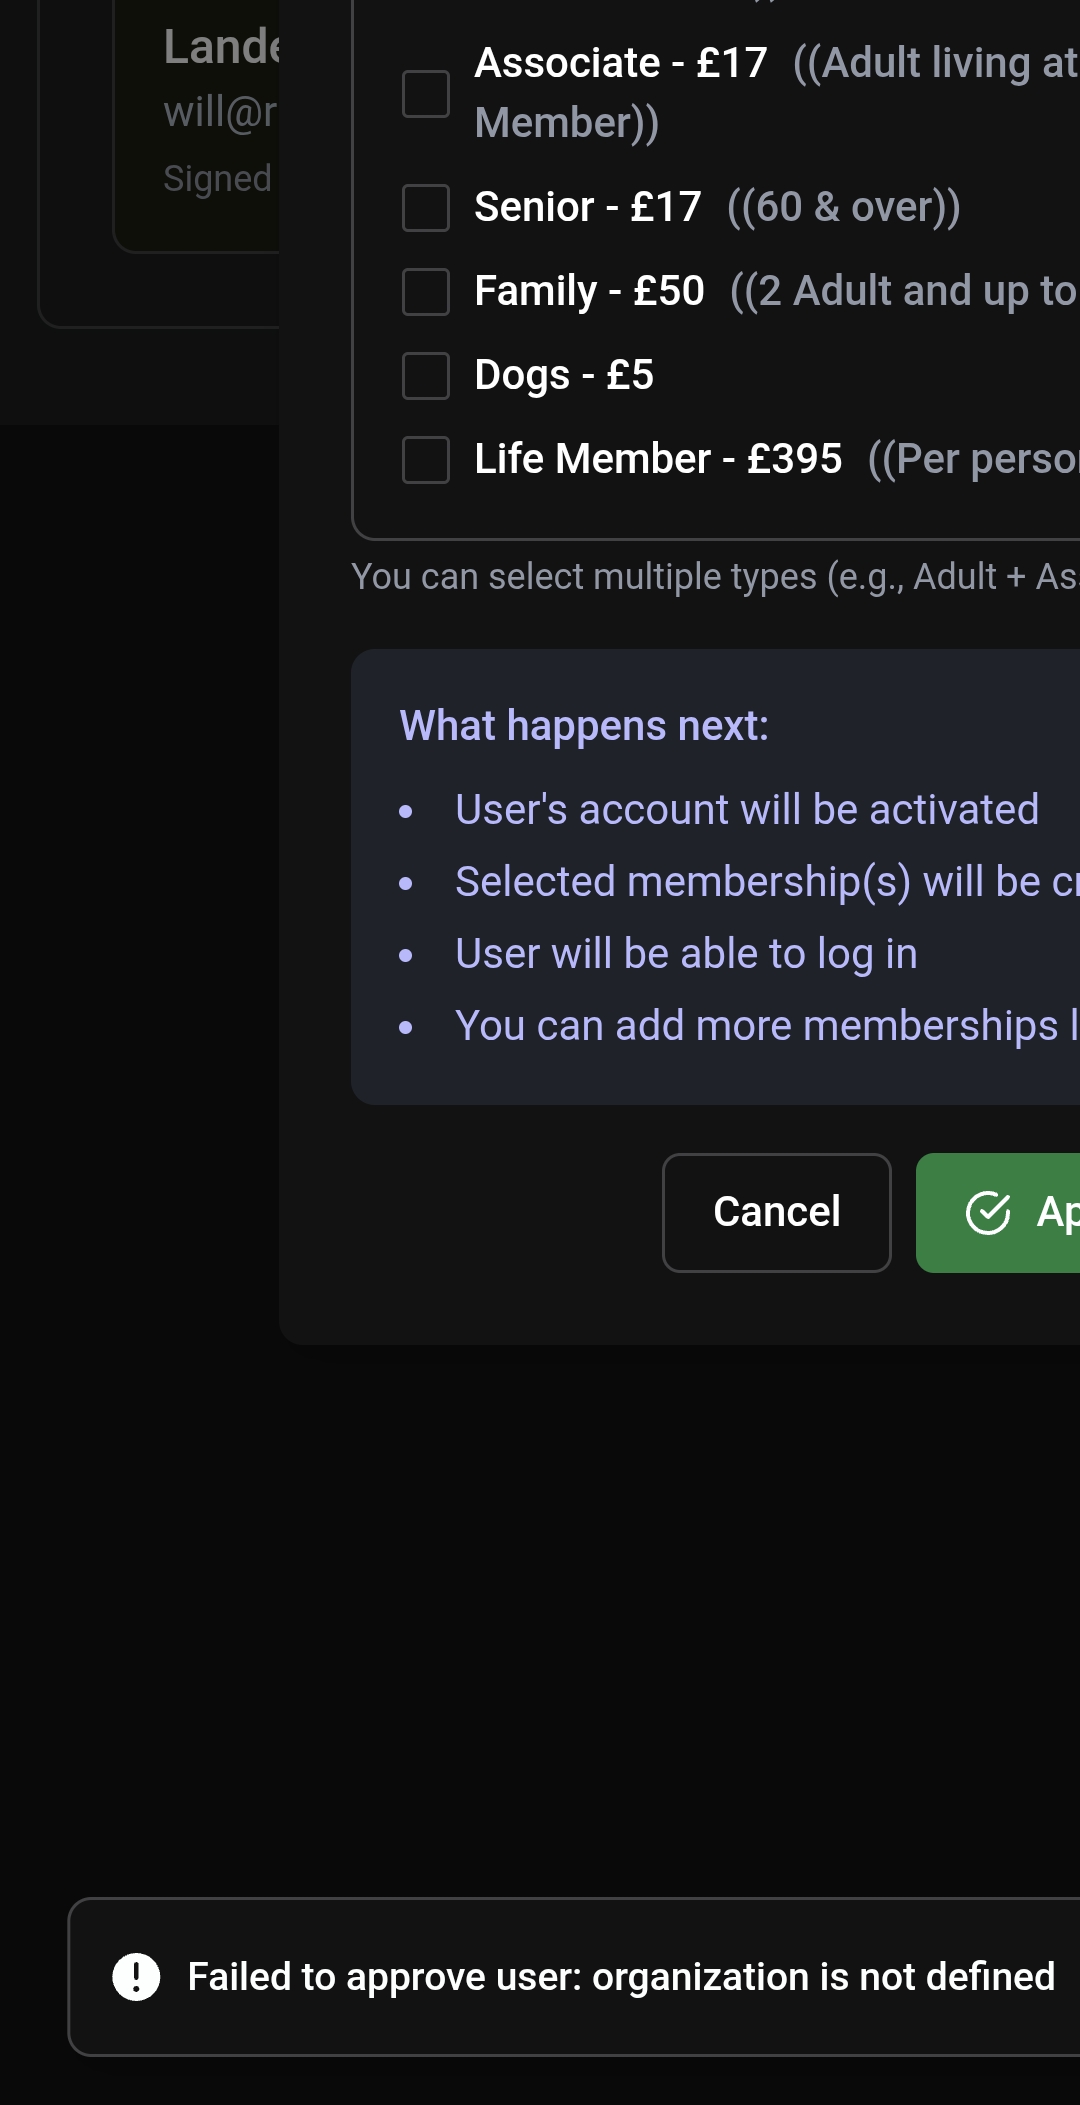 Lande
will@r
Signed
Associate - £17 ((Adult living at
Member))
Senior - £17 ((60 & over))
Family - £50 ((2 Adult and up to
Dogs - £5
Life Member - £395 ((Per person
You can select multiple types (e.g., Adult + Ass
What happens next:
• User's account will be activated
• Selected membership(s) will be cr
• User will be able to log in
• You can add more memberships l
Cancel
Ap
Failed to approve user: organization is not defined